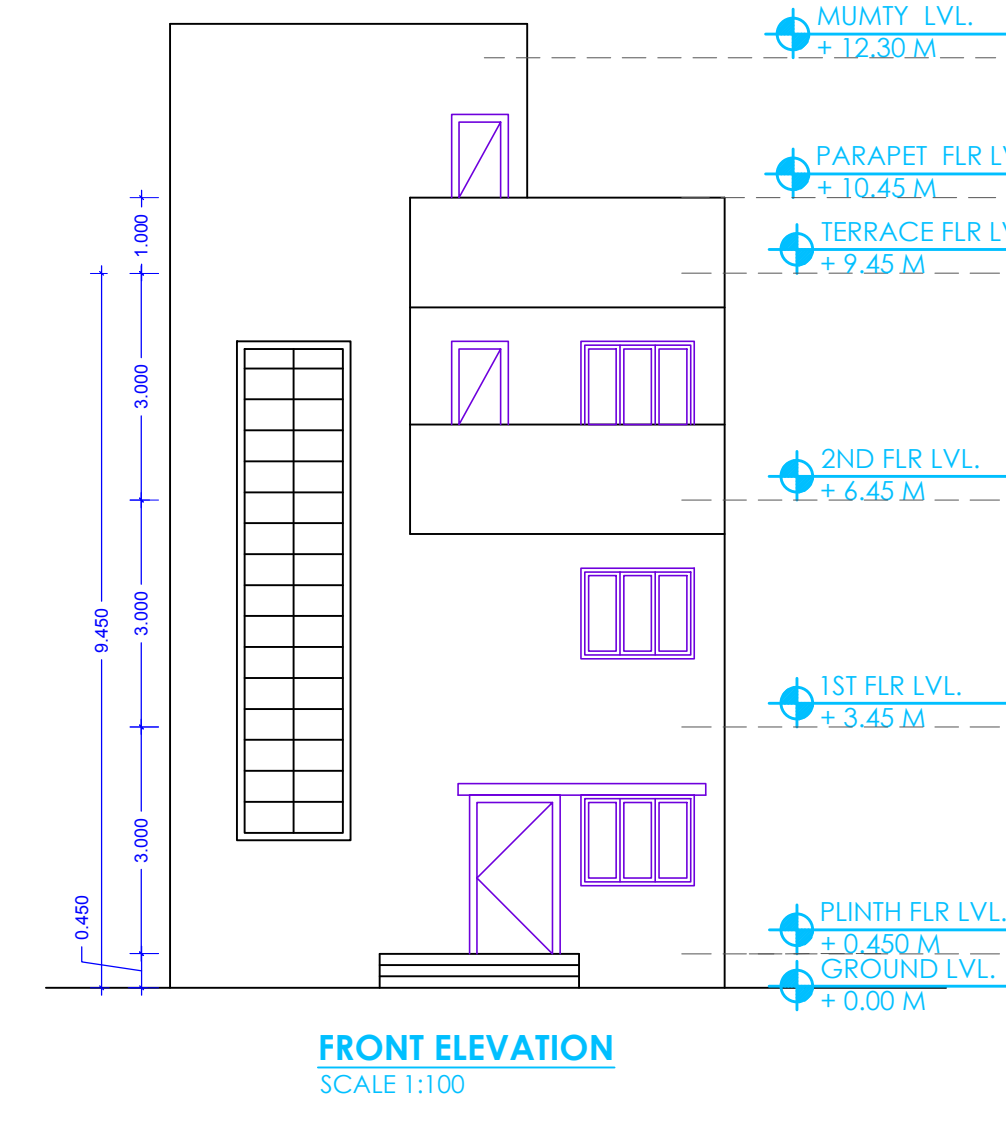 MUMTY LVL.
+ 12.30 M
PARAPET FLR LV
+ 10.45 M
TERRACE FLR LV
+ 9.45 M
2ND FLR LVL.
+ 6.45 M
1ST FLR LVL.
+ 3.45 M
PLINTH FLR LVL.
+ 0.450 M
GROUND LVL.
+ 0.00 M
1.000
3.000
3.000
9.450
3.000
0.450
FRONT ELEVATION
SCALE 1:100